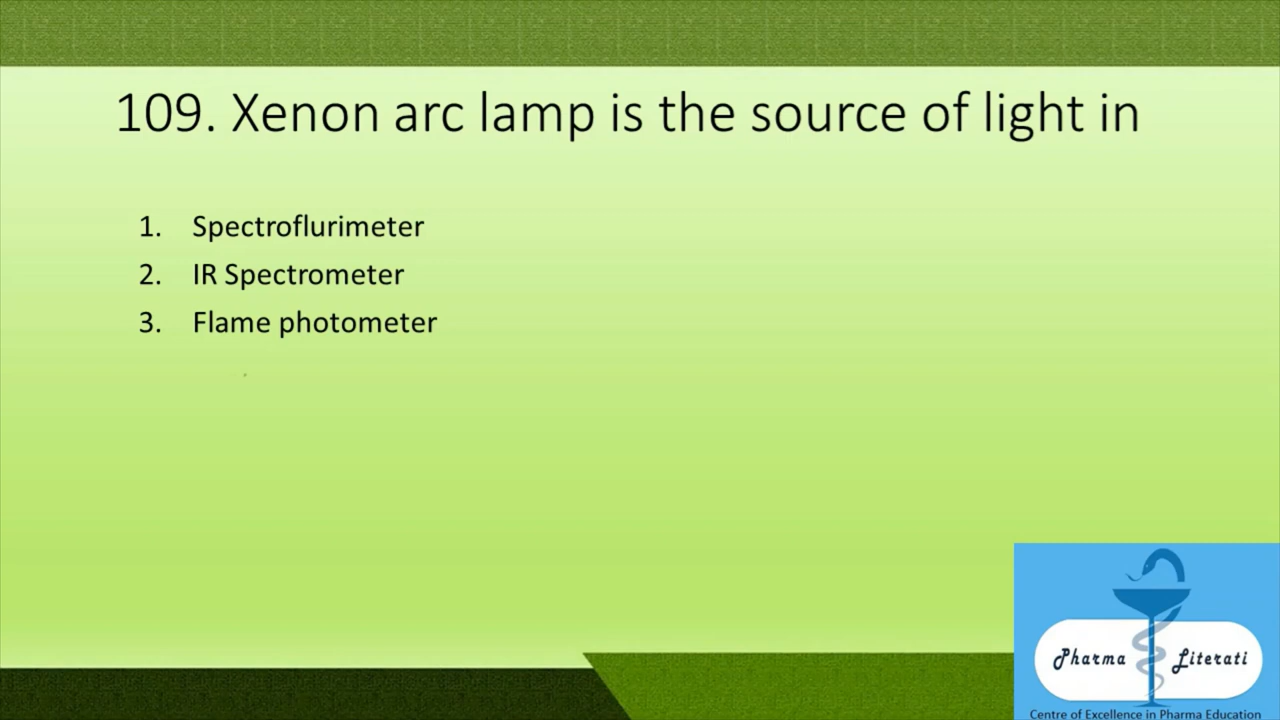 109. Xenon arc lamp is the source of light in
1. Spectroflurimeter
2. IR Spectrometer
3. Flame photometer
Pharma Literati
Centre of Excellence in Pharma Education